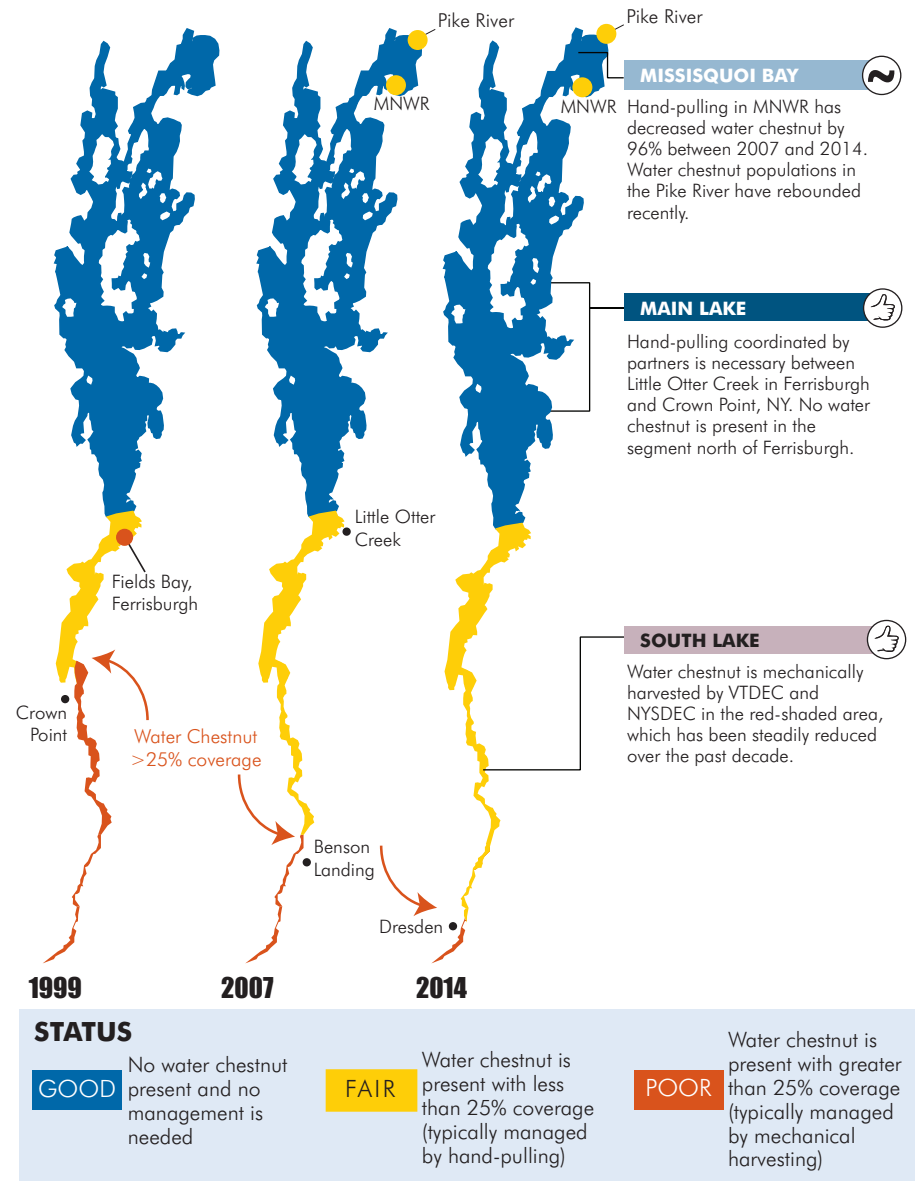 Pike River
MNWR
Pike River
MNWR
MISSISQUOI BAY
Hand-pulling in MNWR has
decreased water chestnut by
96% between 2007 and 2014.
Water chestnut populations in
the Pike River have rebounded
recently.
MAIN LAKE
Hand-pulling coordinated by
partners is necessary between
Little Otter Creek in Ferrisburgh
and Crown Point, NY. No water
chestnut is present in the
segment north of Ferrisburgh.
Little Otter
Creek
Fields Bay,
Ferrisburgh
SOUTH LAKE
Water chestnut is mechanically
harvested by VTDEC and
NYSDEC in the red-shaded area,
which has been steadily reduced
over the past decade.
Crown
Point
Water Chestnut
>25% coverage
Benson
Landing
Dresden
1999
2007
2014
STATUS
GOOD
No water chestnut
present and no
management is
needed
FAIR
Water chestnut is
present with less
than 25% coverage
(typically managed
by hand-pulling)
POOR
Water chestnut is
present with greater
than 25% coverage
(typically managed
by mechanical
harvesting)